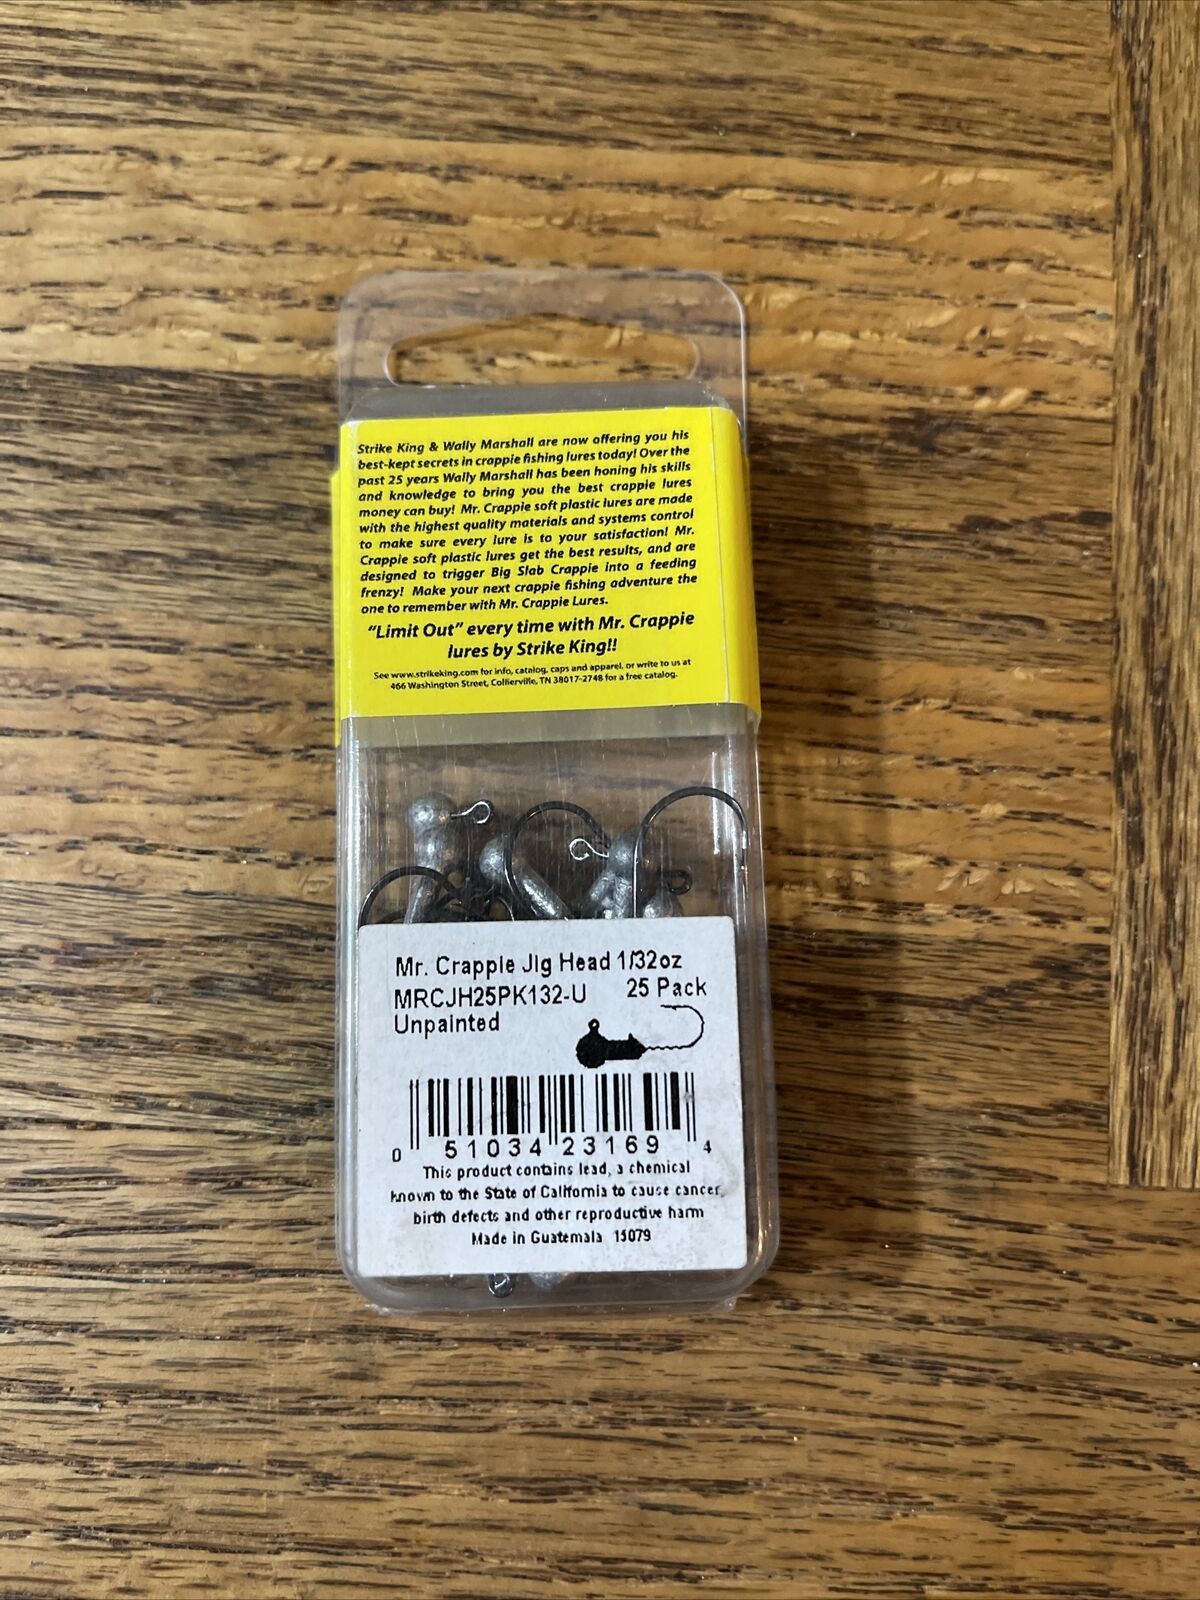 Strike King & Wally Marshall are now offering you his
best-kept secrets in crappie fishing lures today! Over the
past 25 years Wally Marshall has been honing his skills
and knowledge to bring you the best crappie lures
money can buy! Mr. Crappie soft plastic lures are made
with the highest quality materials and systems control
to make sure every lure is to your satisfaction! Mr.
Crappie soft plastic lures get the best results, and are
designed to trigger Big Slab Crappie into a feeding
frenzy! Make your next crappie fishing adventure the
one to remember with Mr. Crappie Lures.
"Limit Out" every time with Mr. Crappie
lures by Strike King!!
See www.strikeking.com for info, catalog, caps and apparel, or write to us at
466 Washington Street, Collierville, TN 38017-2748 for a free catalog.
Mr. Crappie Jig Head 1/32oz
MRCJH25PK132-U 25 Pack
Unpainted
0 51034 23169 4
This product contains lead, a chemical
known to the State of California to cause cancer,
birth defects and other reproductive harm
Made in Guatemala 15079